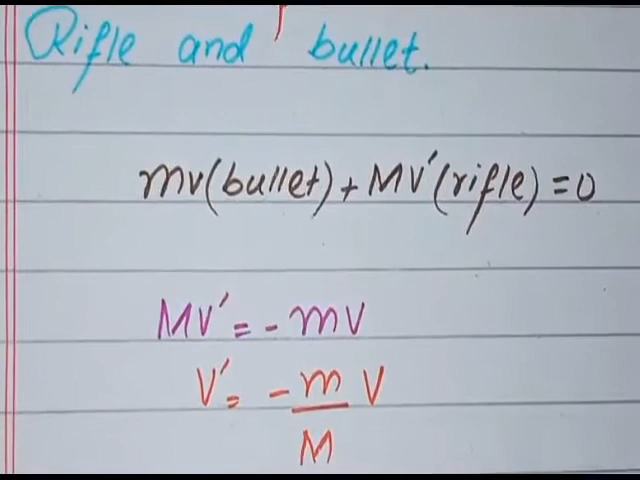 Rifle and bullet.
mv(bullet) + MV'(rifle) = 0
MV' = - mV
V' = - m/M V